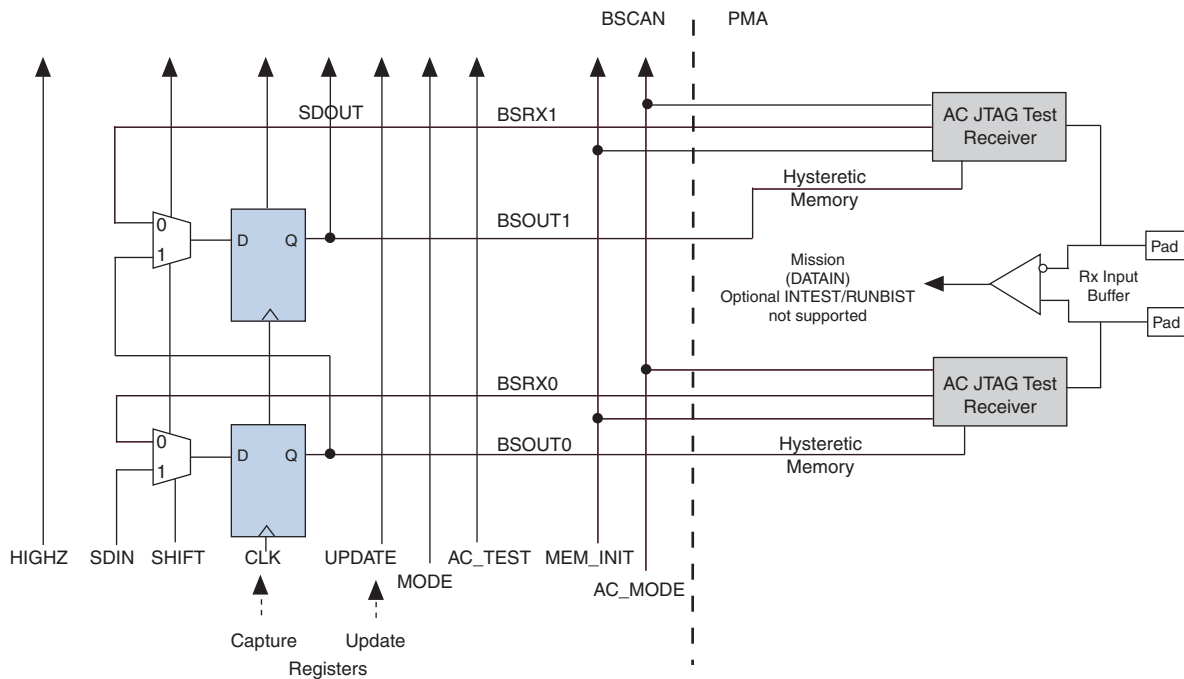 BSCAN
PMA
SDOUT
BSRX1
AC JTAG Test
Receiver
Hysteretic
Memory
0
1
D
Q
BSOUT1
Pad
Mission
(DATAIN)
Optional INTEST/RUNBIST
not supported
Rx Input
Buffer
Pad
BSRX0
AC JTAG Test
Receiver
0
1
D
Q
BSOUT0
Hysteretic
Memory
HIGHZ
SDIN
SHIFT
CLK
UPDATE
MODE
AC_TEST
MEM_INIT
AC_MODE
Capture
Update
Registers